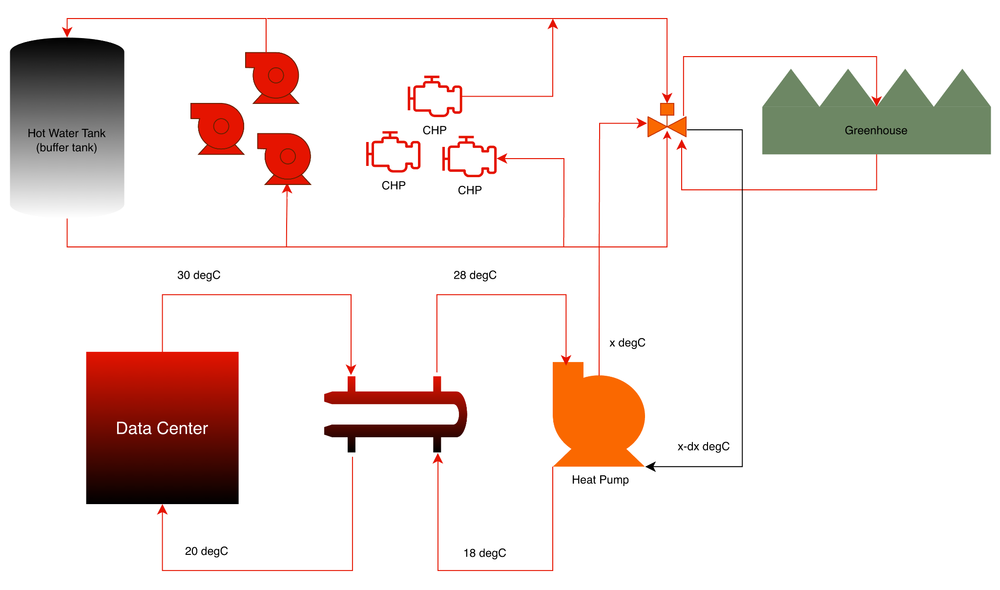 Hot Water Tank
(buffer tank)
CHP
CHP
CHP
Greenhouse
30 degC
28 degC
x degC
Data Center
x-dx degC
Heat Pump
20 degC
18 degC